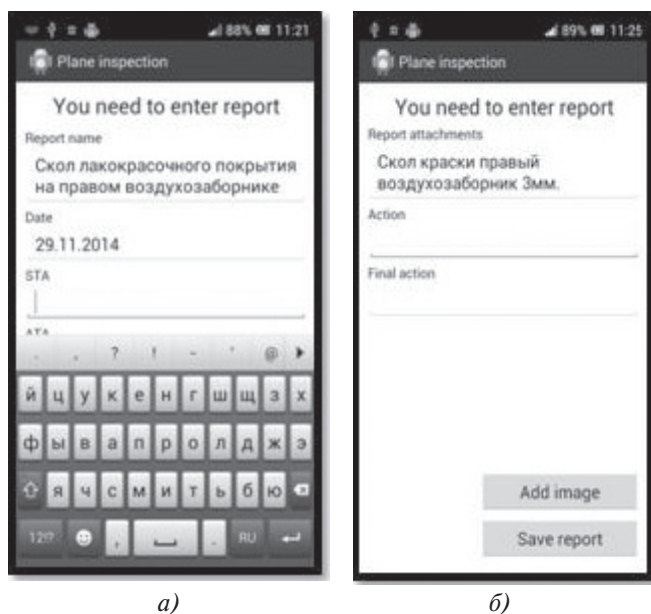 88% 11:21
Plane inspection
You need to enter report
Report name
Скол лакокрасочного покрытия
на правом воздухозаборнике
Date
29.11.2014
STA
ATA
. , ? ! - ' @
й ц у к е н г ш щ з х
ф ы в а п р о л д ж э
я ч с м и т ь б ю
12!? , . RU
а)
89% 11:25
Plane inspection
You need to enter report
Report attachments
Скол краски правый
воздухозаборник 3мм.
Action
Final action
Add image
Save report
б)